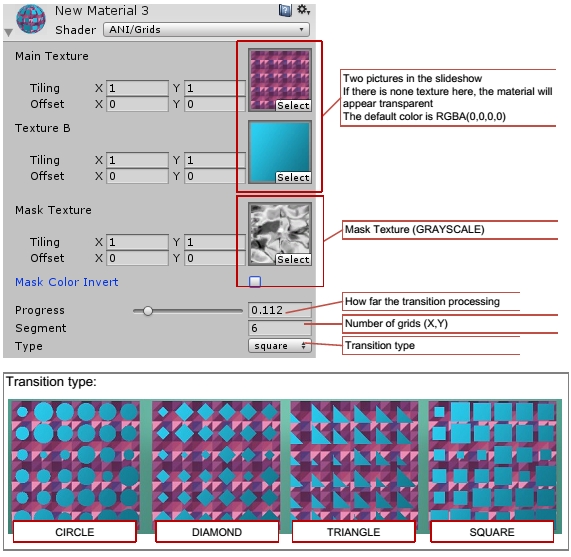 New Material 3
Shader ANI/Grids
Main Texture
Tiling X 1 Y 1
Offset X 0 Y 0
Select
Texture B
Tiling X 1 Y 1
Offset X 0 Y 0
Select
Mask Texture
Tiling X 1 Y 1
Offset X 0 Y 0
Select
Mask Color Invert
Progress 0.112
Segment 6
Type square
Two pictures in the slideshow
If there is none texture here, the material will
appear transparent
The default color is RGBA(0,0,0,0)
Mask Texture (GRAYSCALE)
How far the transition processing
Number of grids (X,Y)
Transition type
Transition type:
CIRCLE
DIAMOND
TRIANGLE
SQUARE